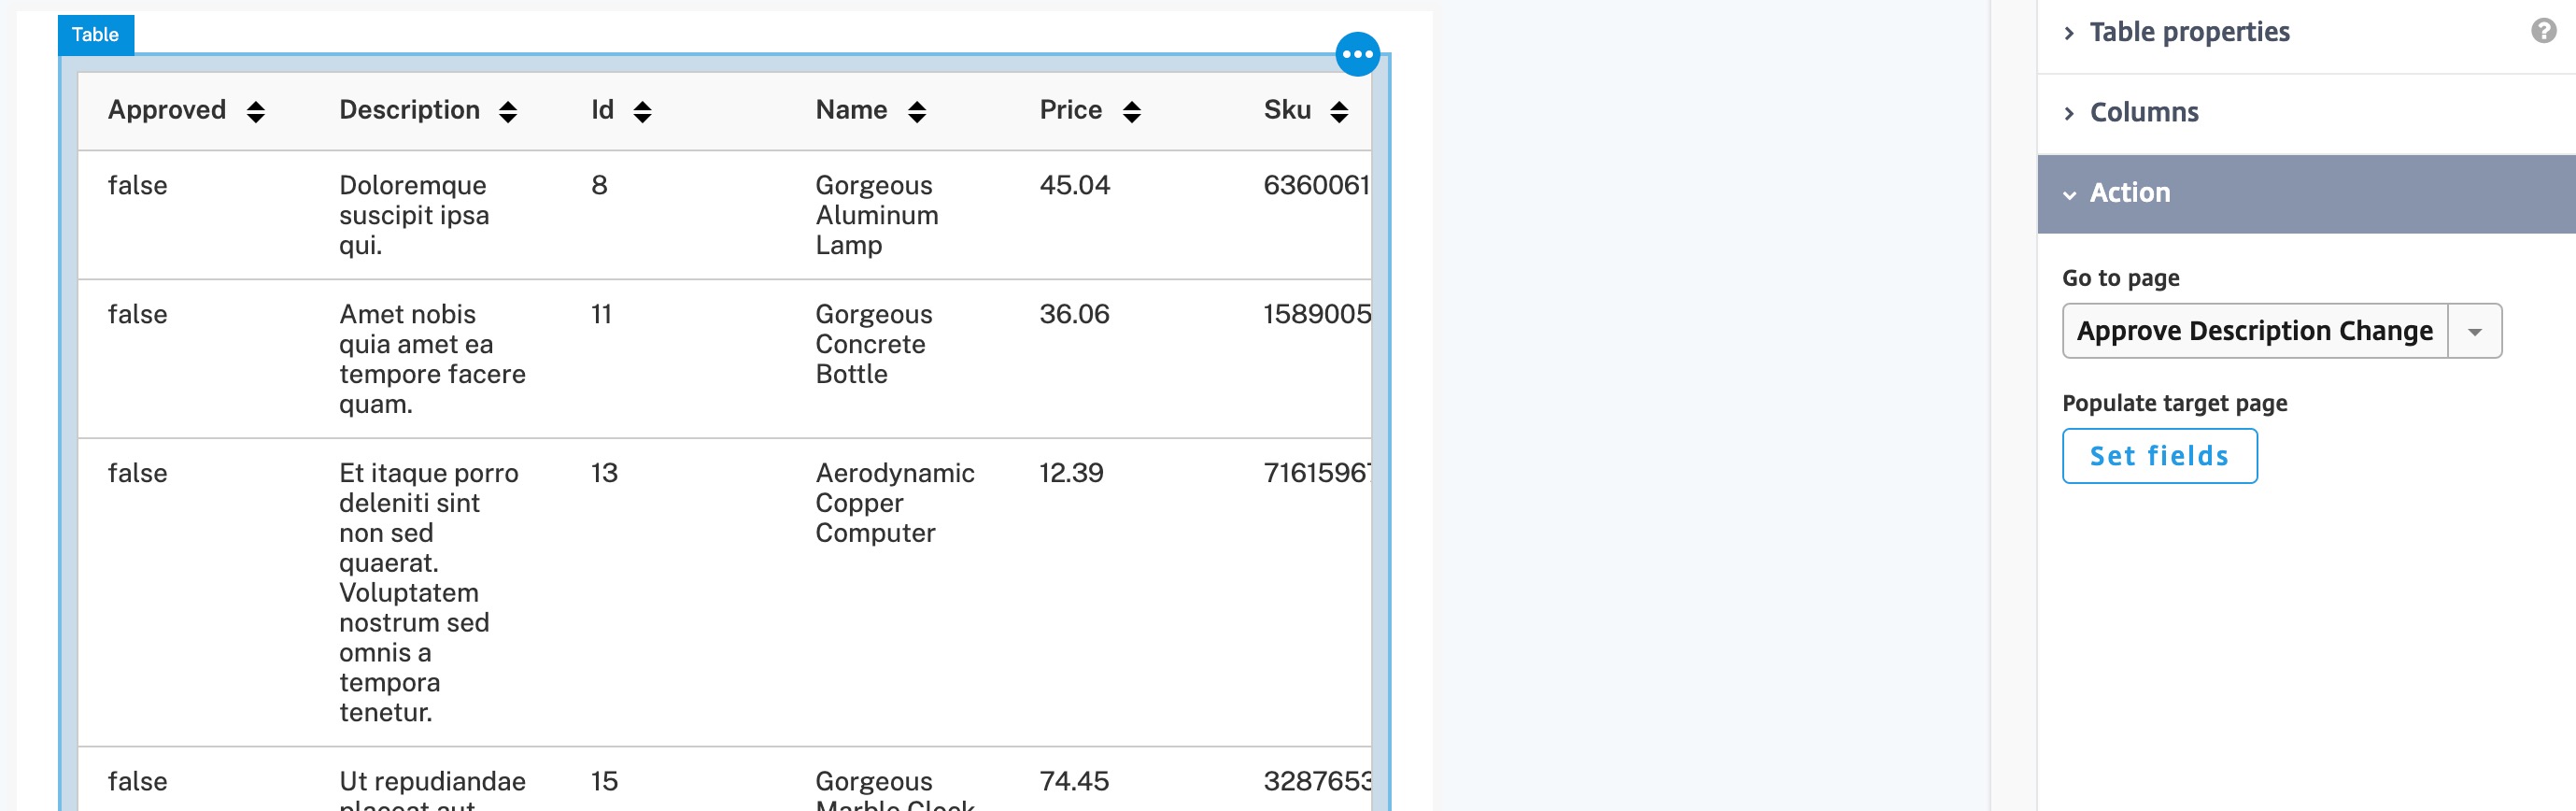 Table
Approved Description Id Name Price Sku
false Doloremque 8 Gorgeous 45.04 6360061
suscipit ipsa Aluminum
qui. Lamp
false Amet nobis 11 Gorgeous 36.06 1589005
quia amet ea Concrete
tempore facere Bottle
quam.
false Et itaque porro 13 Aerodynamic 12.39 7161596
deleniti sint Copper
non sed Computer
quaerat.
Voluptatem
nostrum sed
omnis a
tempora
tenetur.
false Ut repudiandae 15 Gorgeous 74.45 3287653
placeat aut Marble Clock
Table properties ?
Columns
Action
Go to page
Approve Description Change
Populate target page
Set fields